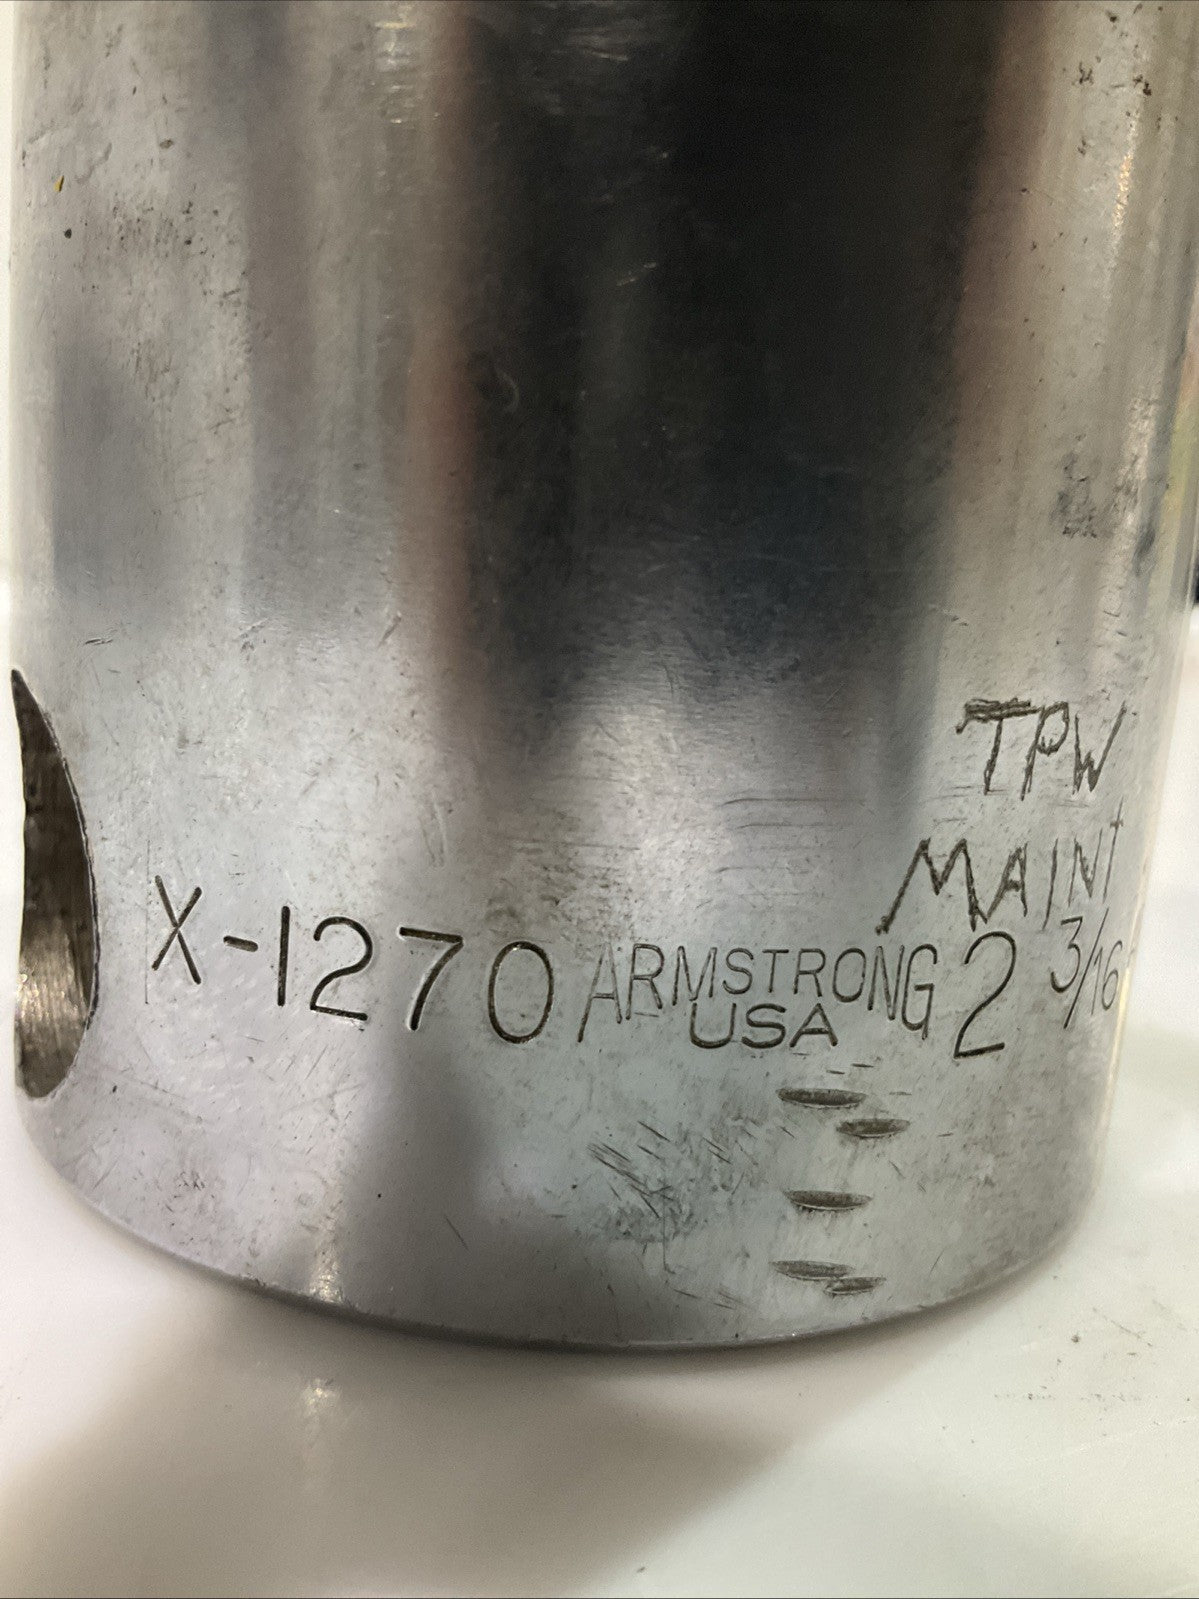 TPW
MAINT
X-1270 ARMSTRONG 2 3/16
USA